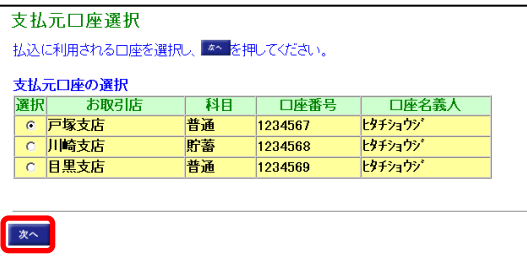 支払元口座選択
払込に利用される口座を選択し、 次へ を押してください。
支払元口座の選択
選択 お取引店 科目 口座番号 口座名義人
戸塚支店 普通 1234567 ﾋﾀﾁｼｮｳｼﾞ
川崎支店 貯蓄 1234568 ﾋﾀﾁｼｮｳｼﾞ
目黒支店 普通 1234569 ﾋﾀﾁｼｮｳｼﾞ
次へ